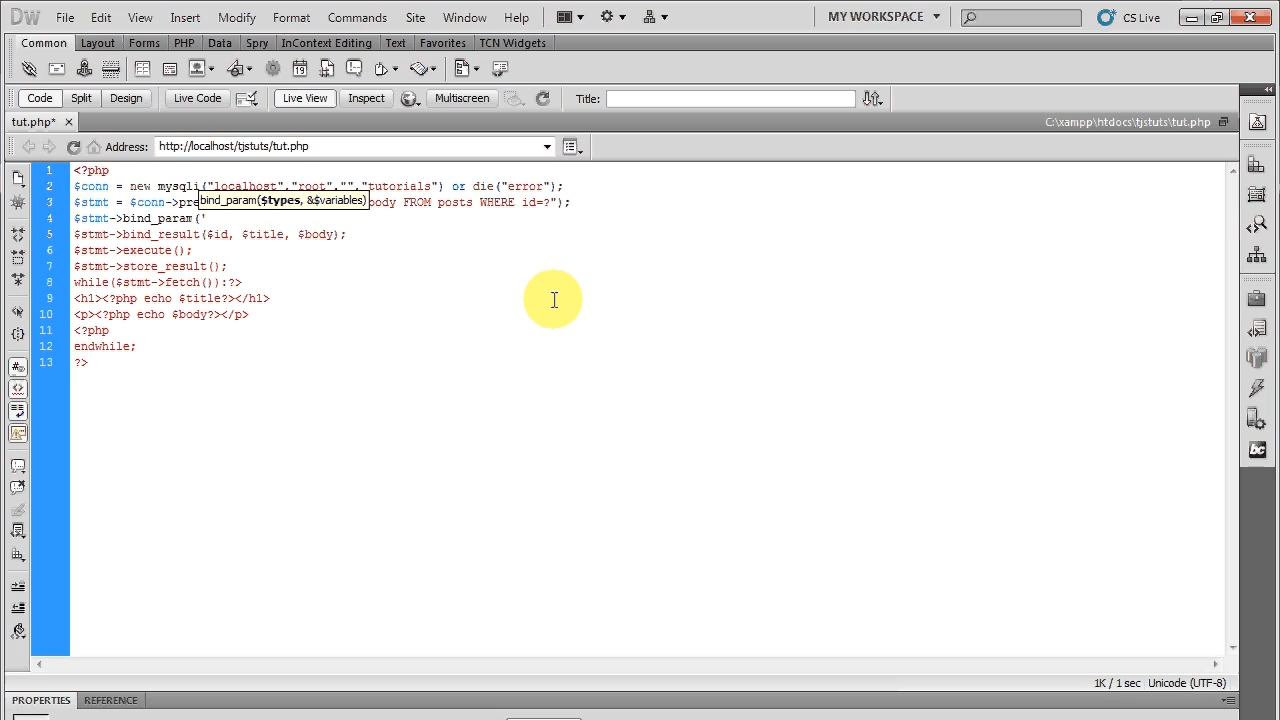 Dw File Edit View Insert Modify Format Commands Site Window Help MY WORKSPACE CS Live
Common Layout Forms PHP Data Spry InContext Editing Text Favorites TCN Widgets
Code Split Design Live Code Live View Inspect Multiscreen Title:
tut.php* C:\xampp\htdocs\tjstuts\tut.php
Address: http://localhost/tjstuts/tut.php
1 <?php
2 $conn = new mysqli("localhost","root","","tutorials") or die("error");
3 $stmt = $conn->pre body FROM posts WHERE id=?");
bind_param($types, &$variables)
4 $stmt->bind_param('
5 $stmt->bind_result($id, $title, $body);
6 $stmt->execute();
7 $stmt->store_result();
8 while($stmt->fetch()):?>
9 <h1><?php echo $title?></h1>
10 <p><?php echo $body?></p>
11 <?php
12 endwhile;
13 ?>
1K / 1 sec Unicode (UTF-8)
PROPERTIES REFERENCE